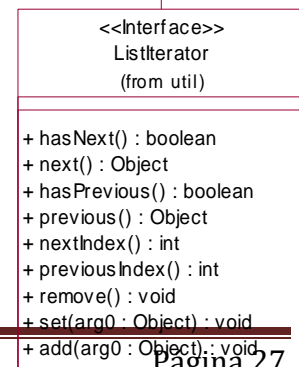 <<Interface>>
ListIterator
(from util)
+ hasNext() : boolean
+ next() : Object
+ hasPrevious() : boolean
+ previous() : Object
+ nextIndex() : int
+ previousIndex() : int
+ remove() : void
+ set(arg0 : Object) : void
+ add(arg0 : Object) : void
Página 27